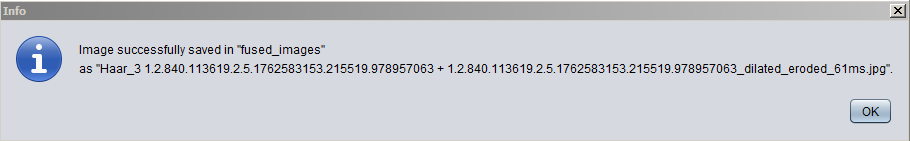 Info
Image successfully saved in "fused_images"
as "Haar_3 1.2.840.113619.2.5.1762583153.215519.978957063 + 1.2.840.113619.2.5.1762583153.215519.978957063_dilated_eroded_61ms.jpg".
OK